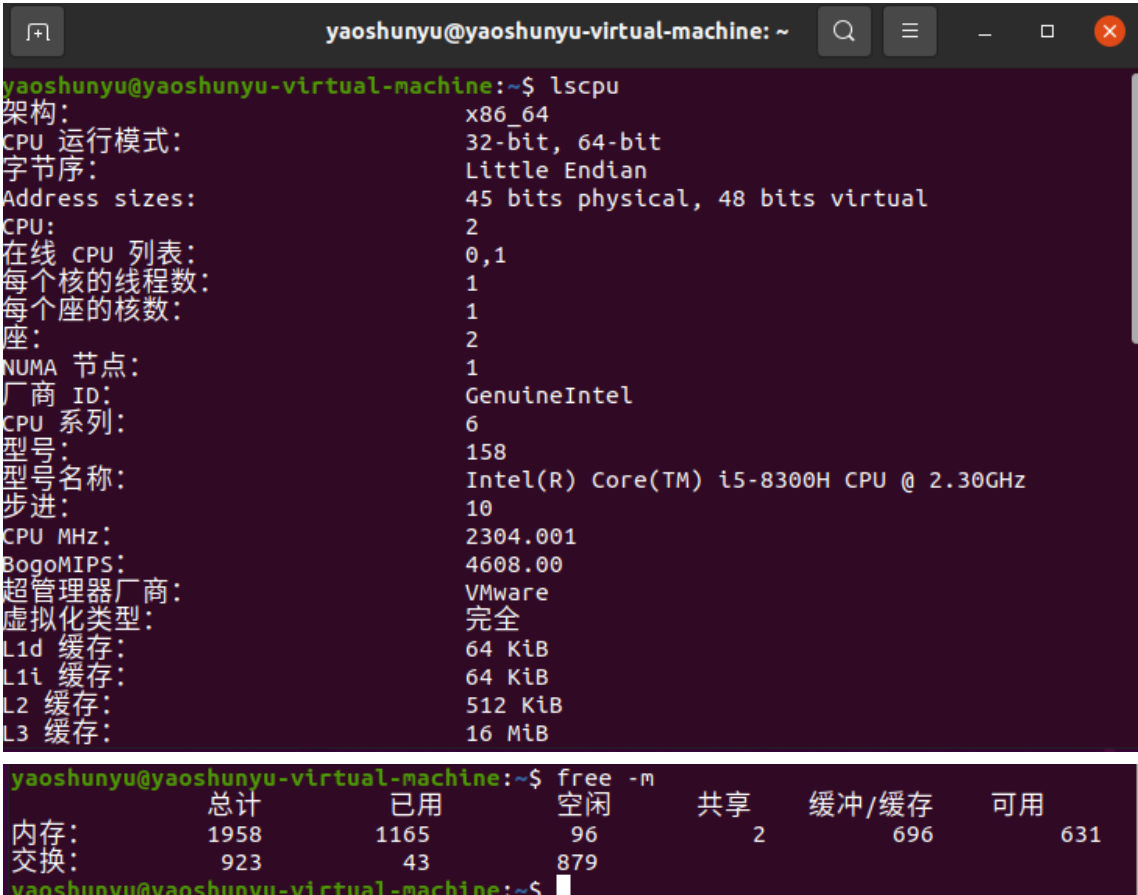 yaoshunyu@yaoshunyu-virtual-machine: ~
yaoshunyu@yaoshunyu-virtual-machine:~$ lscpu
架构： x86_64
CPU 运行模式： 32-bit, 64-bit
字节序： Little Endian
Address sizes: 45 bits physical, 48 bits virtual
CPU: 2
在线 CPU 列表： 0,1
每个核的线程数： 1
每个座的核数： 1
座： 2
NUMA 节点： 1
厂商 ID： GenuineIntel
CPU 系列： 6
型号： 158
型号名称： Intel(R) Core(TM) i5-8300H CPU @ 2.30GHz
步进： 10
CPU MHz： 2304.001
BogoMIPS： 4608.00
超管理器厂商： VMware
虚拟化类型： 完全
L1d 缓存： 64 KiB
L1i 缓存： 64 KiB
L2 缓存： 512 KiB
L3 缓存： 16 MiB
yaoshunyu@yaoshunyu-virtual-machine:~$ free -m
总计 已用 空闲 共享 缓冲/缓存 可用
内存： 1958 1165 96 2 696 631
交换： 923 43 879
yaoshunyu@yaoshunyu-virtual-machine:~$